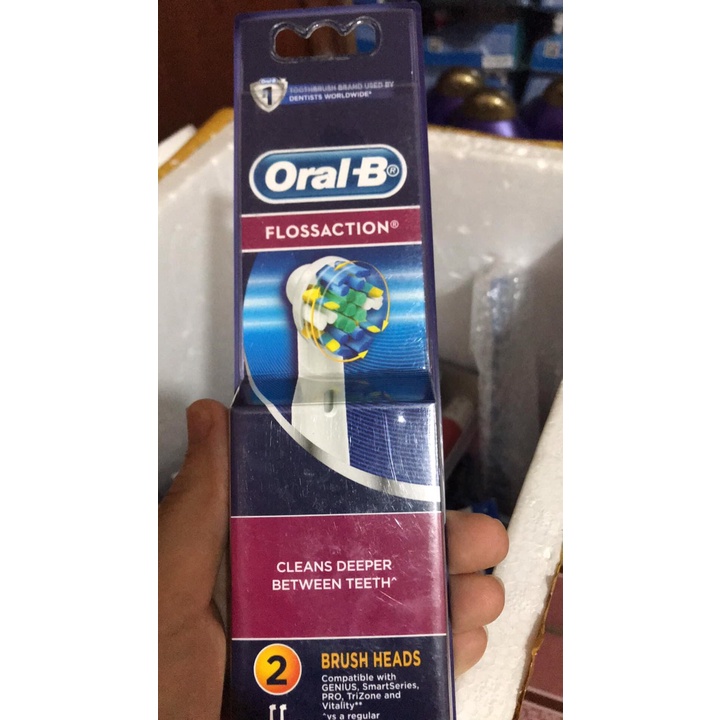 Oral-B
1
TOOTHBRUSH BRAND USED BY
DENTISTS WORLDWIDE*
Oral-B®
FLOSSACTION®
CLEANS DEEPER
BETWEEN TEETH^
2
BRUSH HEADS
Compatible with
GENIUS, SmartSeries,
PRO, TriZone and
Vitality**
^vs a regular